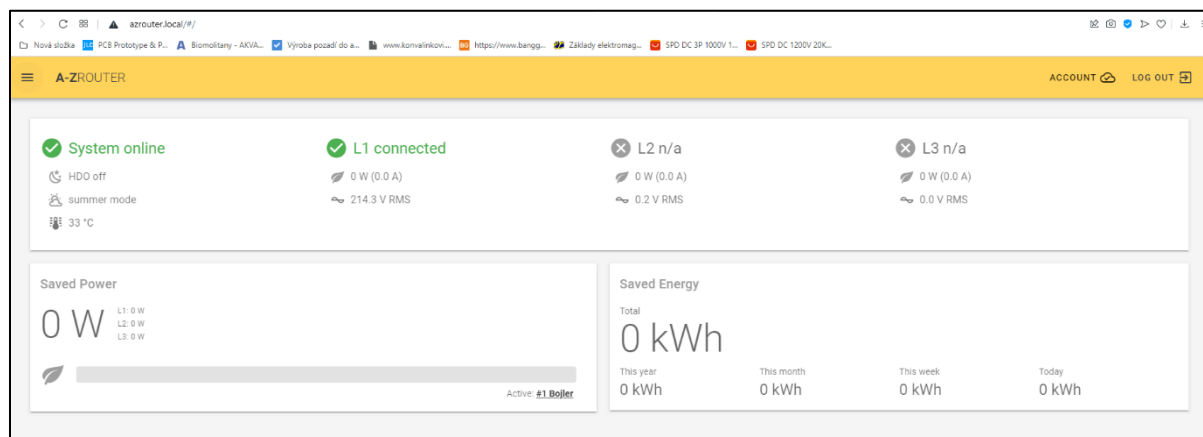 azrouter.local/#/
Nová složka JLC PCB Prototype & P... A Biomolitany - AKVA... Výroba pozadí do a... www.konvalinkovi.... BG https://www.bangg... Základy elektromag... SPD DC 3P 1000V 1... SPD DC 1200V 20K...
A-ZROUTER ACCOUNT LOG OUT
System online L1 connected L2 n/a L3 n/a
HDO off 0 W (0.0 A) 0 W (0.0 A) 0 W (0.0 A)
summer mode 214.3 V RMS 0.2 V RMS 0.0 V RMS
33 °C
Saved Power
0 W
L1: 0 W
L2: 0 W
L3: 0 W
Active: #1 Bojler
Saved Energy
Total
0 kWh
This year This month This week Today
0 kWh 0 kWh 0 kWh 0 kWh